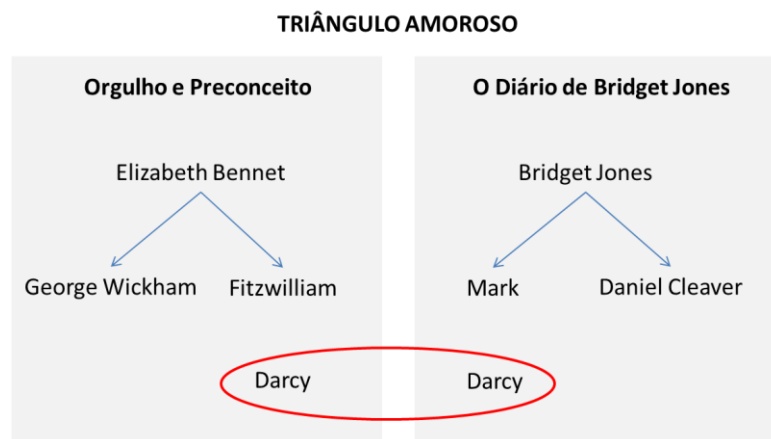 TRIÂNGULO AMOROSO
Orgulho e Preconceito
Elizabeth Bennet
George Wickham
Fitzwilliam
Darcy
O Diário de Bridget Jones
Bridget Jones
Mark
Daniel Cleaver
Darcy